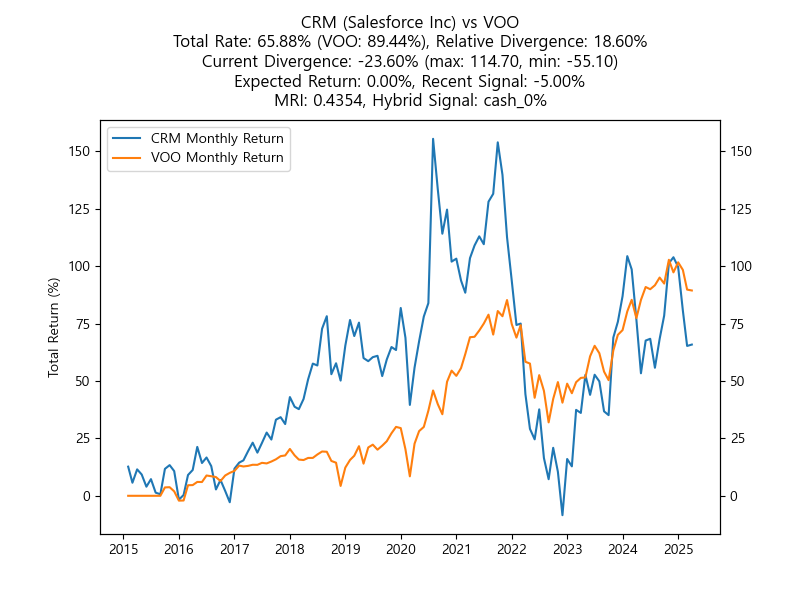 CRM (Salesforce Inc) vs VOO
Total Rate: 65.88% (VOO: 89.44%), Relative Divergence: 18.60%
Current Divergence: -23.60% (max: 114.70, min: -55.10)
Expected Return: 0.00%, Recent Signal: -5.00%
MRI: 0.4354, Hybrid Signal: cash_0%
CRM Monthly Return
VOO Monthly Return
Total Return (%)
150
125
100
75
50
25
0
150
125
100
75
50
25
0
2015 2016 2017 2018 2019 2020 2021 2022 2023 2024 2025